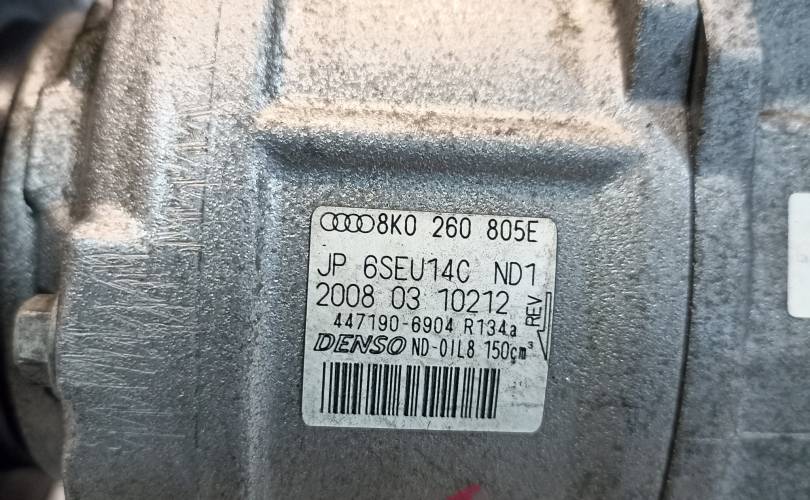 8K0 260 805E
JP 6SEU14C ND1
2008 03 10212
REV
447190-6904 R134a
DENSO ND-OIL8 150cm³